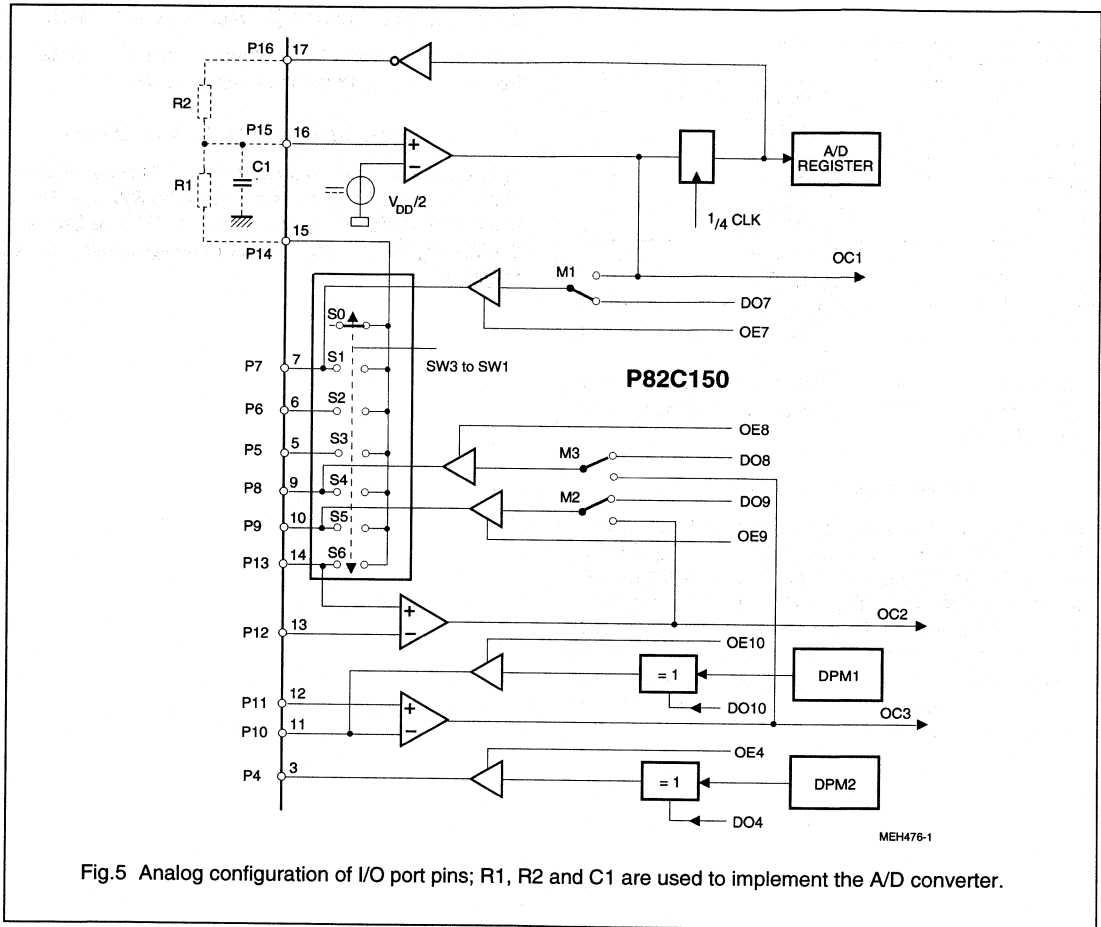 P16 17
R2
P15 16
C1
A/D
REGISTER
R1
V_DD/2
1/4 CLK
15
P14
M1
OC1
DO7
S0
OE7
P7 7 S1
SW3 to SW1
P82C150
P6 6 S2
OE8
P5 5 S3
M3
DO8
P8 9 S4
M2
DO9
P9 10 S5
OE9
P13 14 S6
OC2
P12 13
OE10
= 1
DPM1
P11 12
DO10
OC3
P10 11
OE4
P4 3
= 1
DPM2
DO4
MEH476-1
Fig.5 Analog configuration of I/O port pins; R1, R2 and C1 are used to implement the A/D converter.